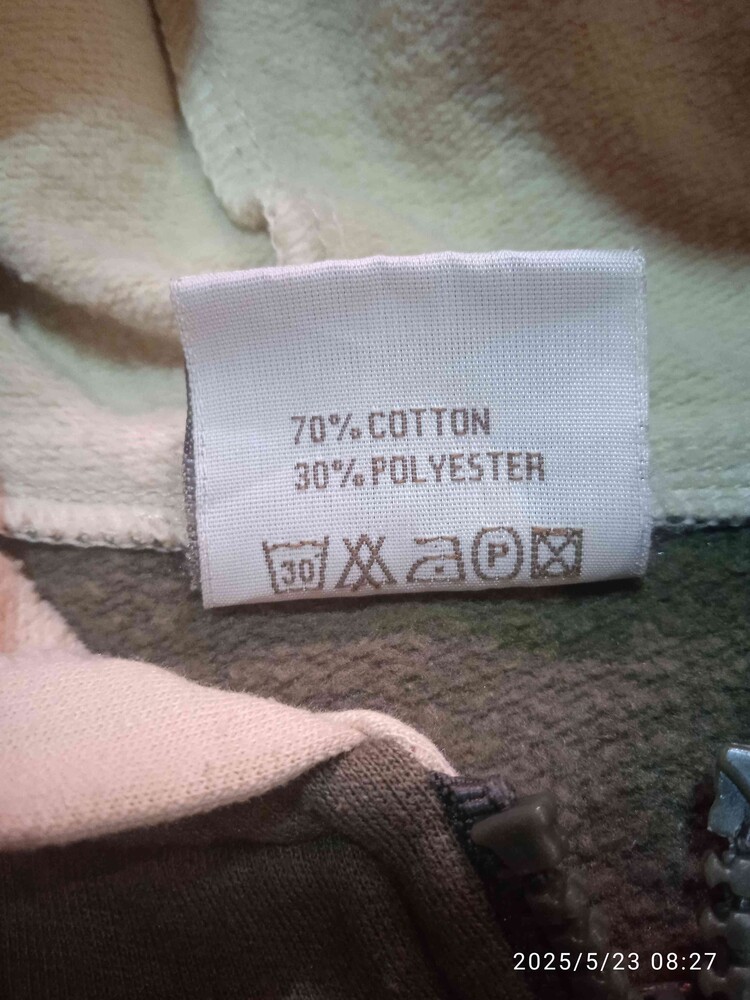 70% COTTON
30% POLYESTER
30 P
2025/5/23 08:27